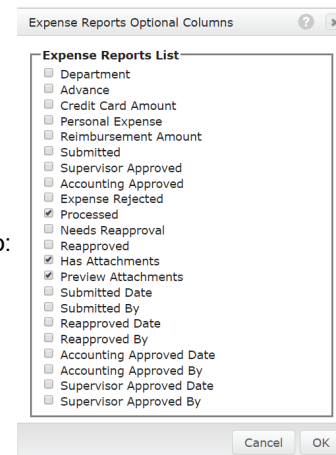 Expense Reports Optional Columns
Expense Reports List
Department
Advance
Credit Card Amount
Personal Expense
Reimbursement Amount
Submitted
Supervisor Approved
Accounting Approved
Expense Rejected
Processed
Needs Reapproval
Reapproved
Has Attachments
Preview Attachments
Submitted Date
Submitted By
Reapproved Date
Reapproved By
Accounting Approved Date
Accounting Approved By
Supervisor Approved Date
Supervisor Approved By
Cancel OK